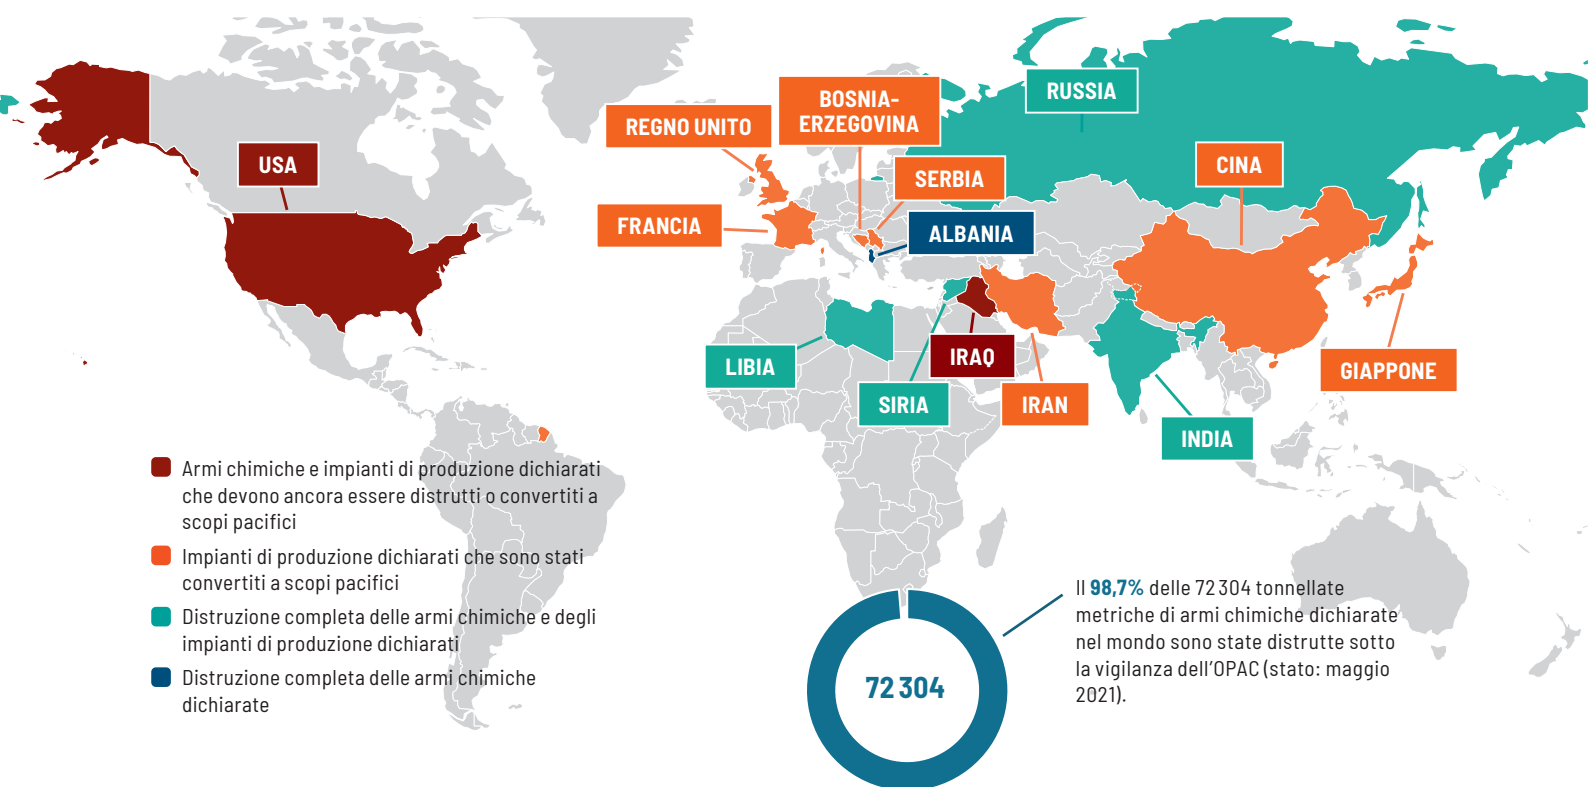 RUSSIA
BOSNIA-
ERZEGOVINA
REGNO UNITO
USA
CINA
SERBIA
FRANCIA
ALBANIA
IRAQ
LIBIA
GIAPPONE
SIRIA
IRAN
INDIA
Armi chimiche e impianti di produzione dichiarati
che devono ancora essere distrutti o convertiti a
scopi pacifici
Impianti di produzione dichiarati che sono stati
convertiti a scopi pacifici
Distruzione completa delle armi chimiche e degli
impianti di produzione dichiarati
Distruzione completa delle armi chimiche
dichiarate
72 304
Il 98,7% delle 72 304 tonnellate
metriche di armi chimiche dichiarate
nel mondo sono state distrutte sotto
la vigilanza dell'OPAC (stato: maggio
2021).